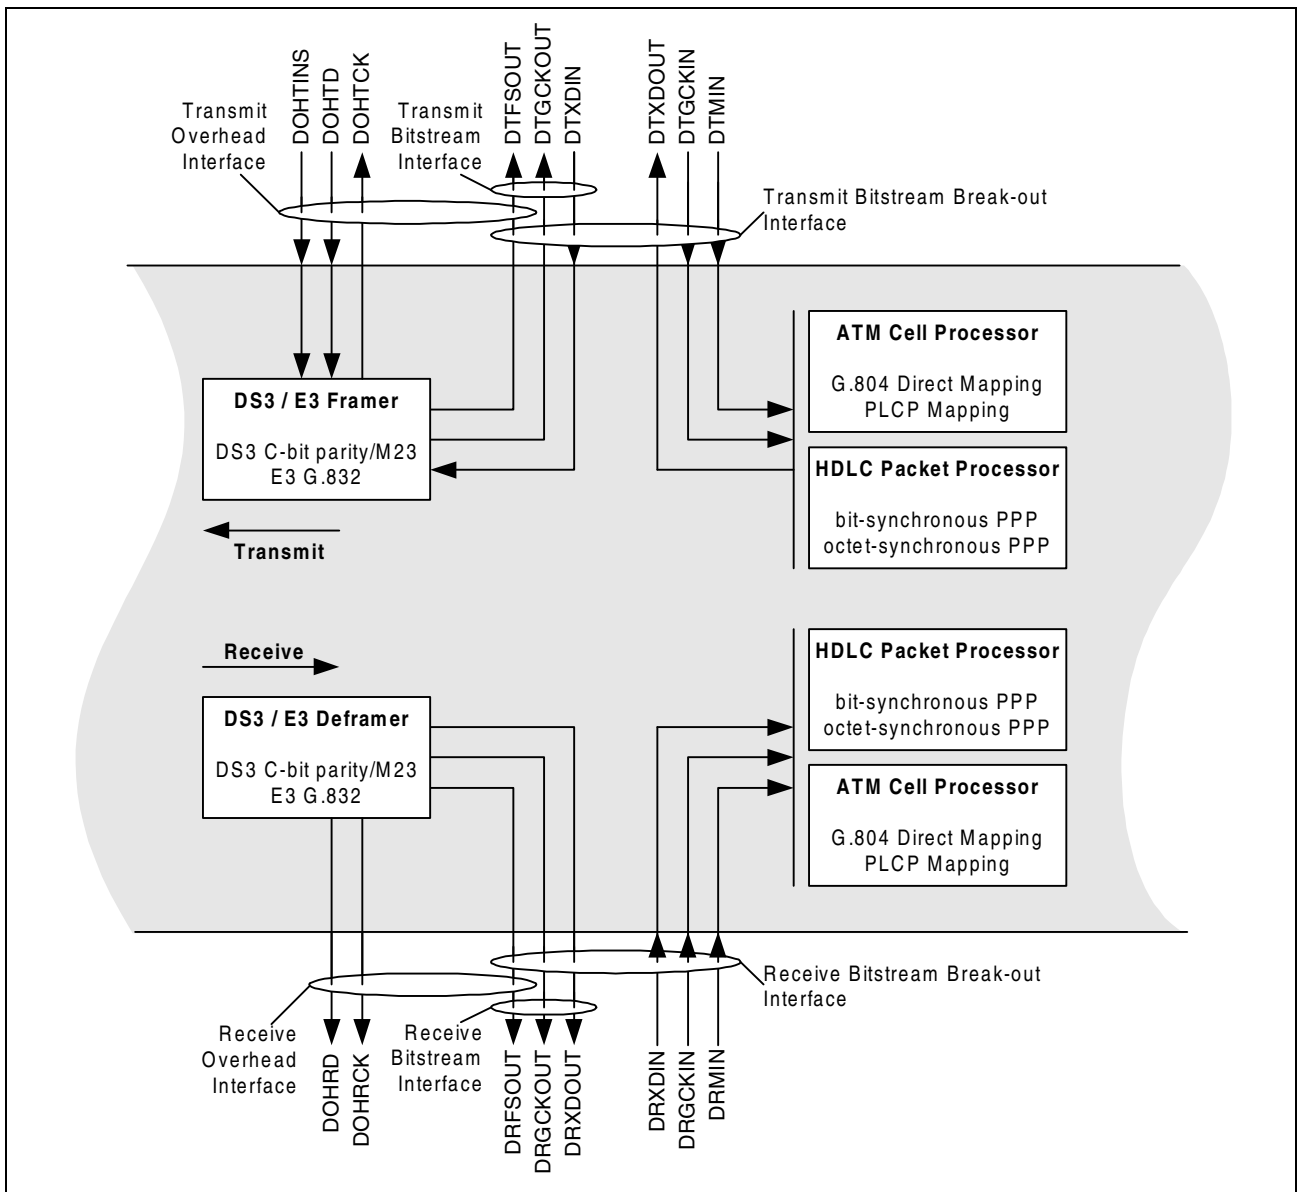 DOHTINS
DOHTD
DOHTCK
DTFSOUT
DTGCKOUT
DTXDIN
DTXDOUT
DTGCKIN
DTMIN
Transmit
Overhead
Interface
Transmit
Bitstream
Interface
Transmit Bitstream Break-out
Interface
DS3 / E3 Framer
DS3 C-bit parity/M23
E3 G.832
Transmit
ATM Cell Processor
G.804 Direct Mapping
PLCP Mapping
HDLC Packet Processor
bit-synchronous PPP
octet-synchronous PPP
Receive
DS3 / E3 Deframer
DS3 C-bit parity/M23
E3 G.832
HDLC Packet Processor
bit-synchronous PPP
octet-synchronous PPP
ATM Cell Processor
G.804 Direct Mapping
PLCP Mapping
Receive Bitstream Break-out
Interface
Receive
Overhead
Interface
Receive
Bitstream
Interface
DOHRD
DOHRCK
DRFSOUT
DRGCKOUT
DRXDOUT
DRXDIN
DRGCKIN
DRMIN